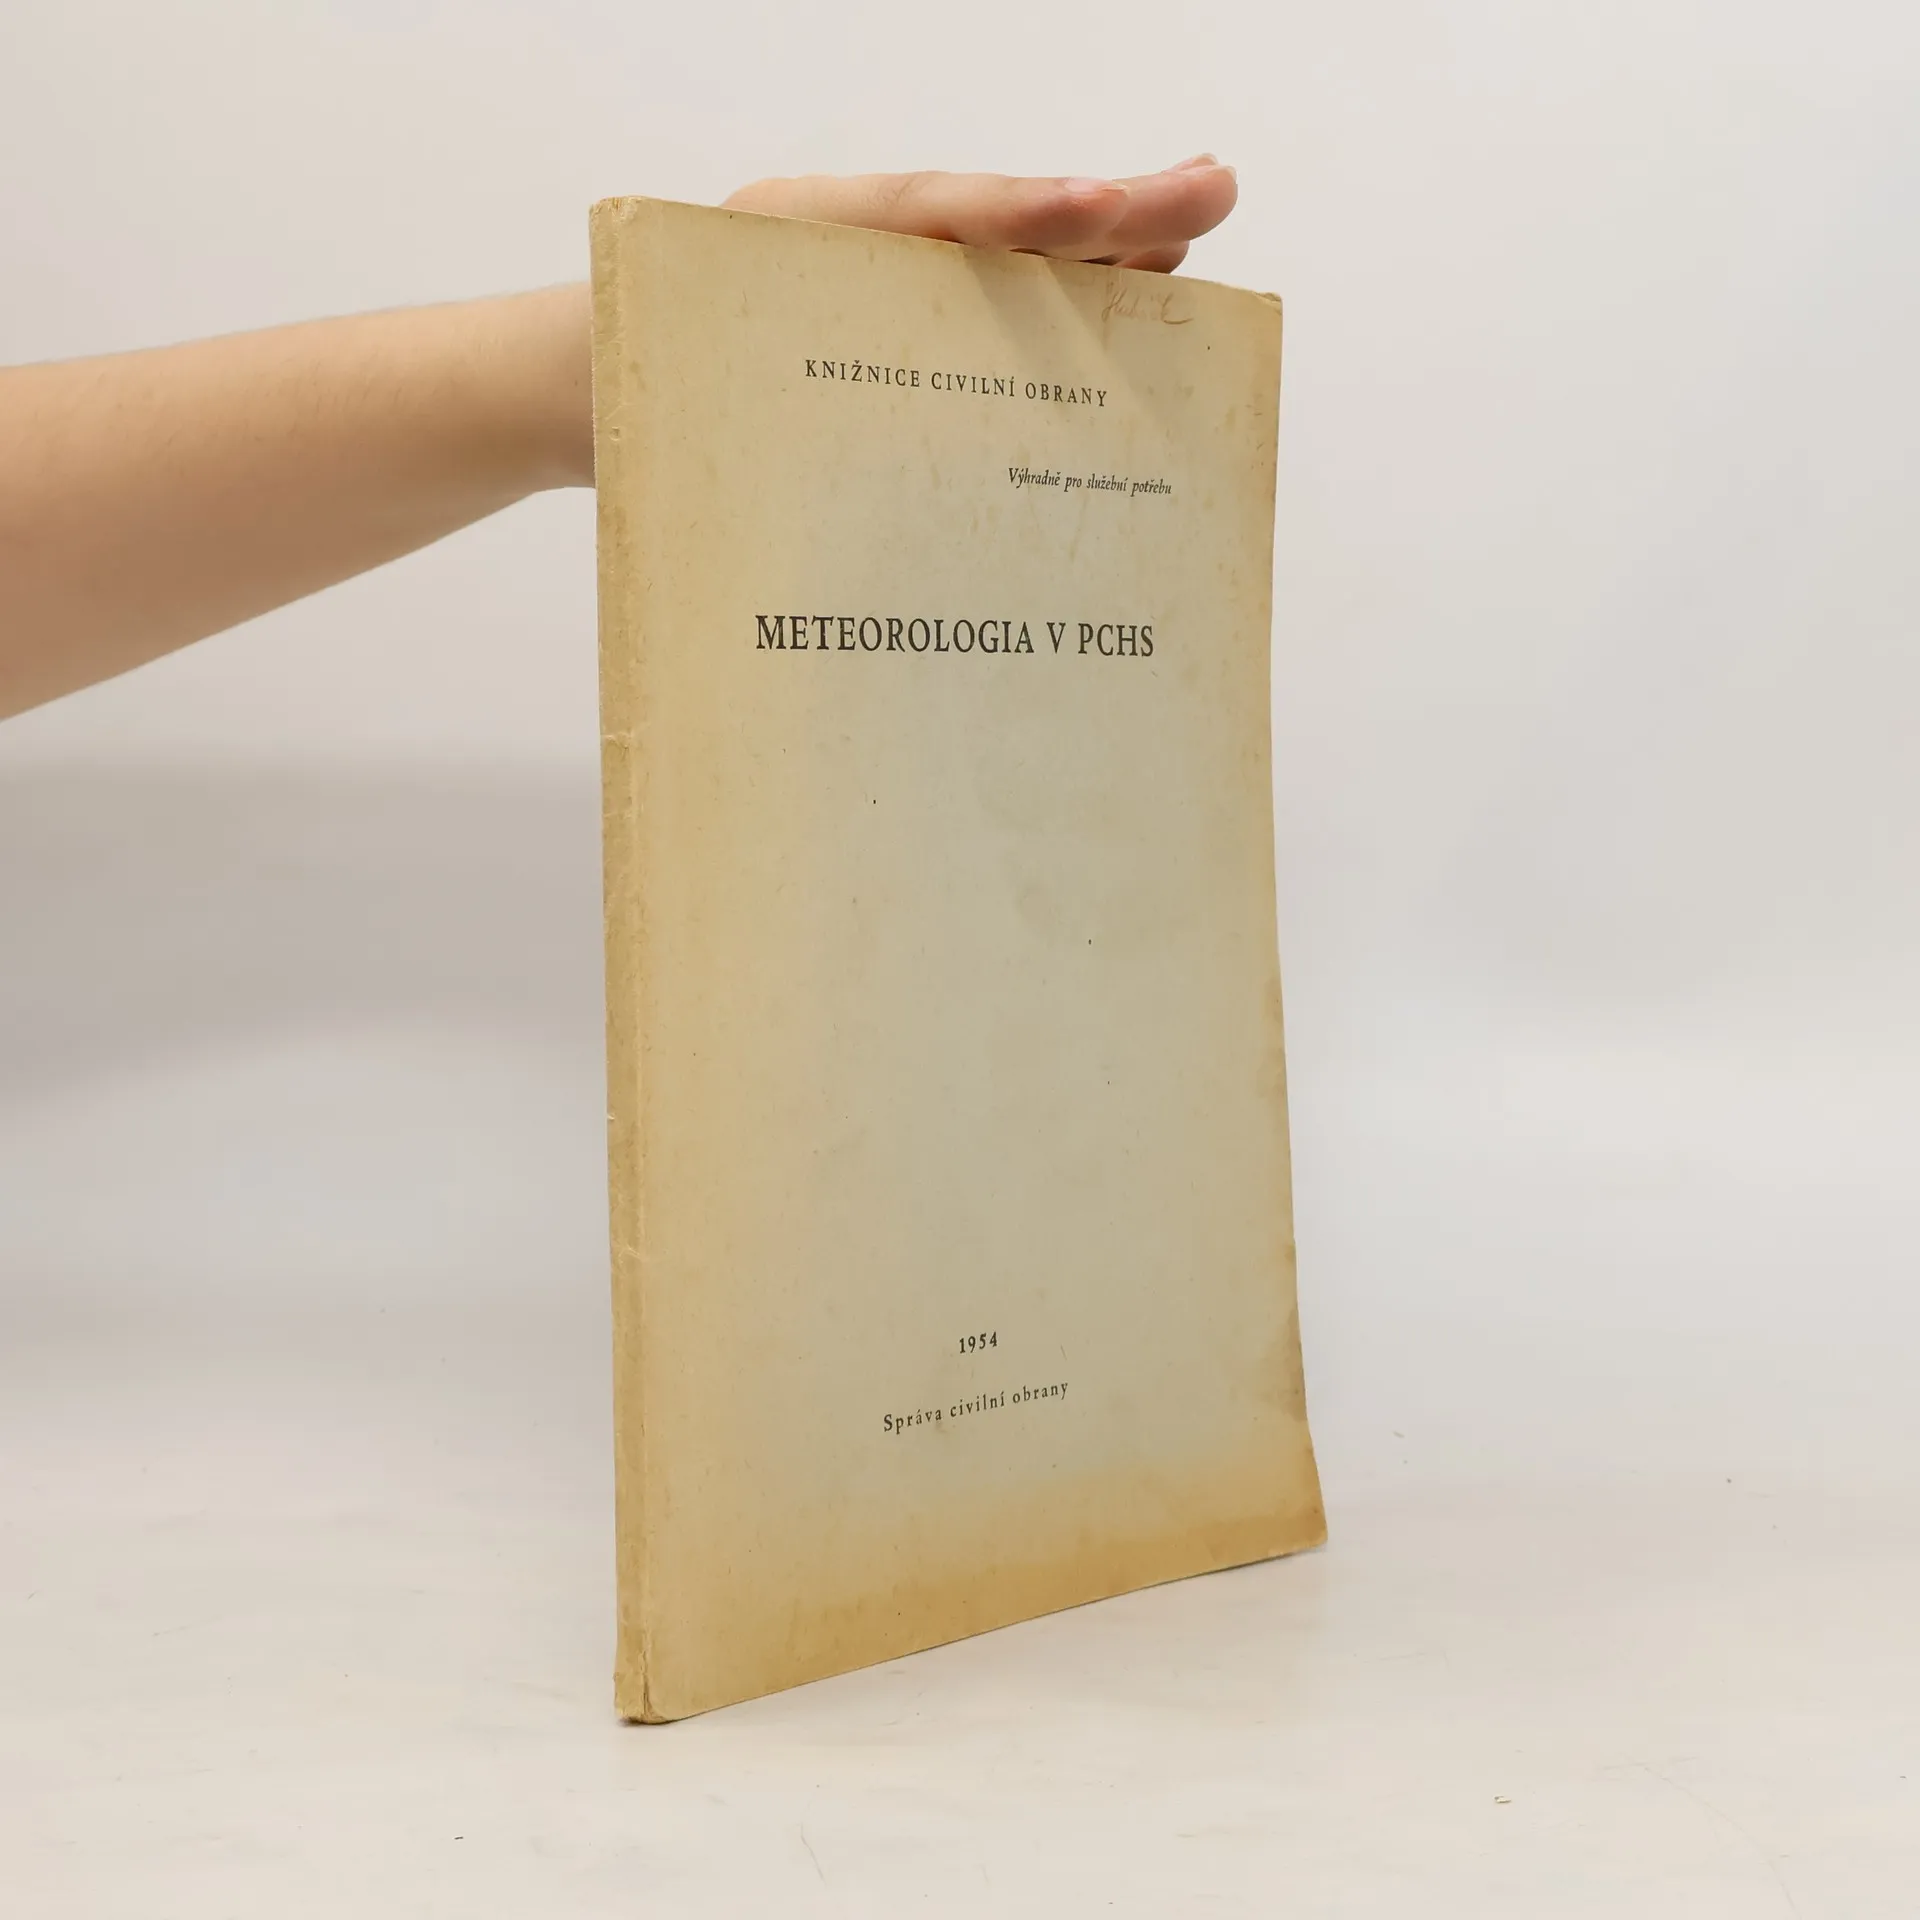 KNIŽNICE CIVILNÍ OBRANY
Výhradně pro služební potřebu
METEOROLOGIA V PCHS
1954
Správa civilní obrany